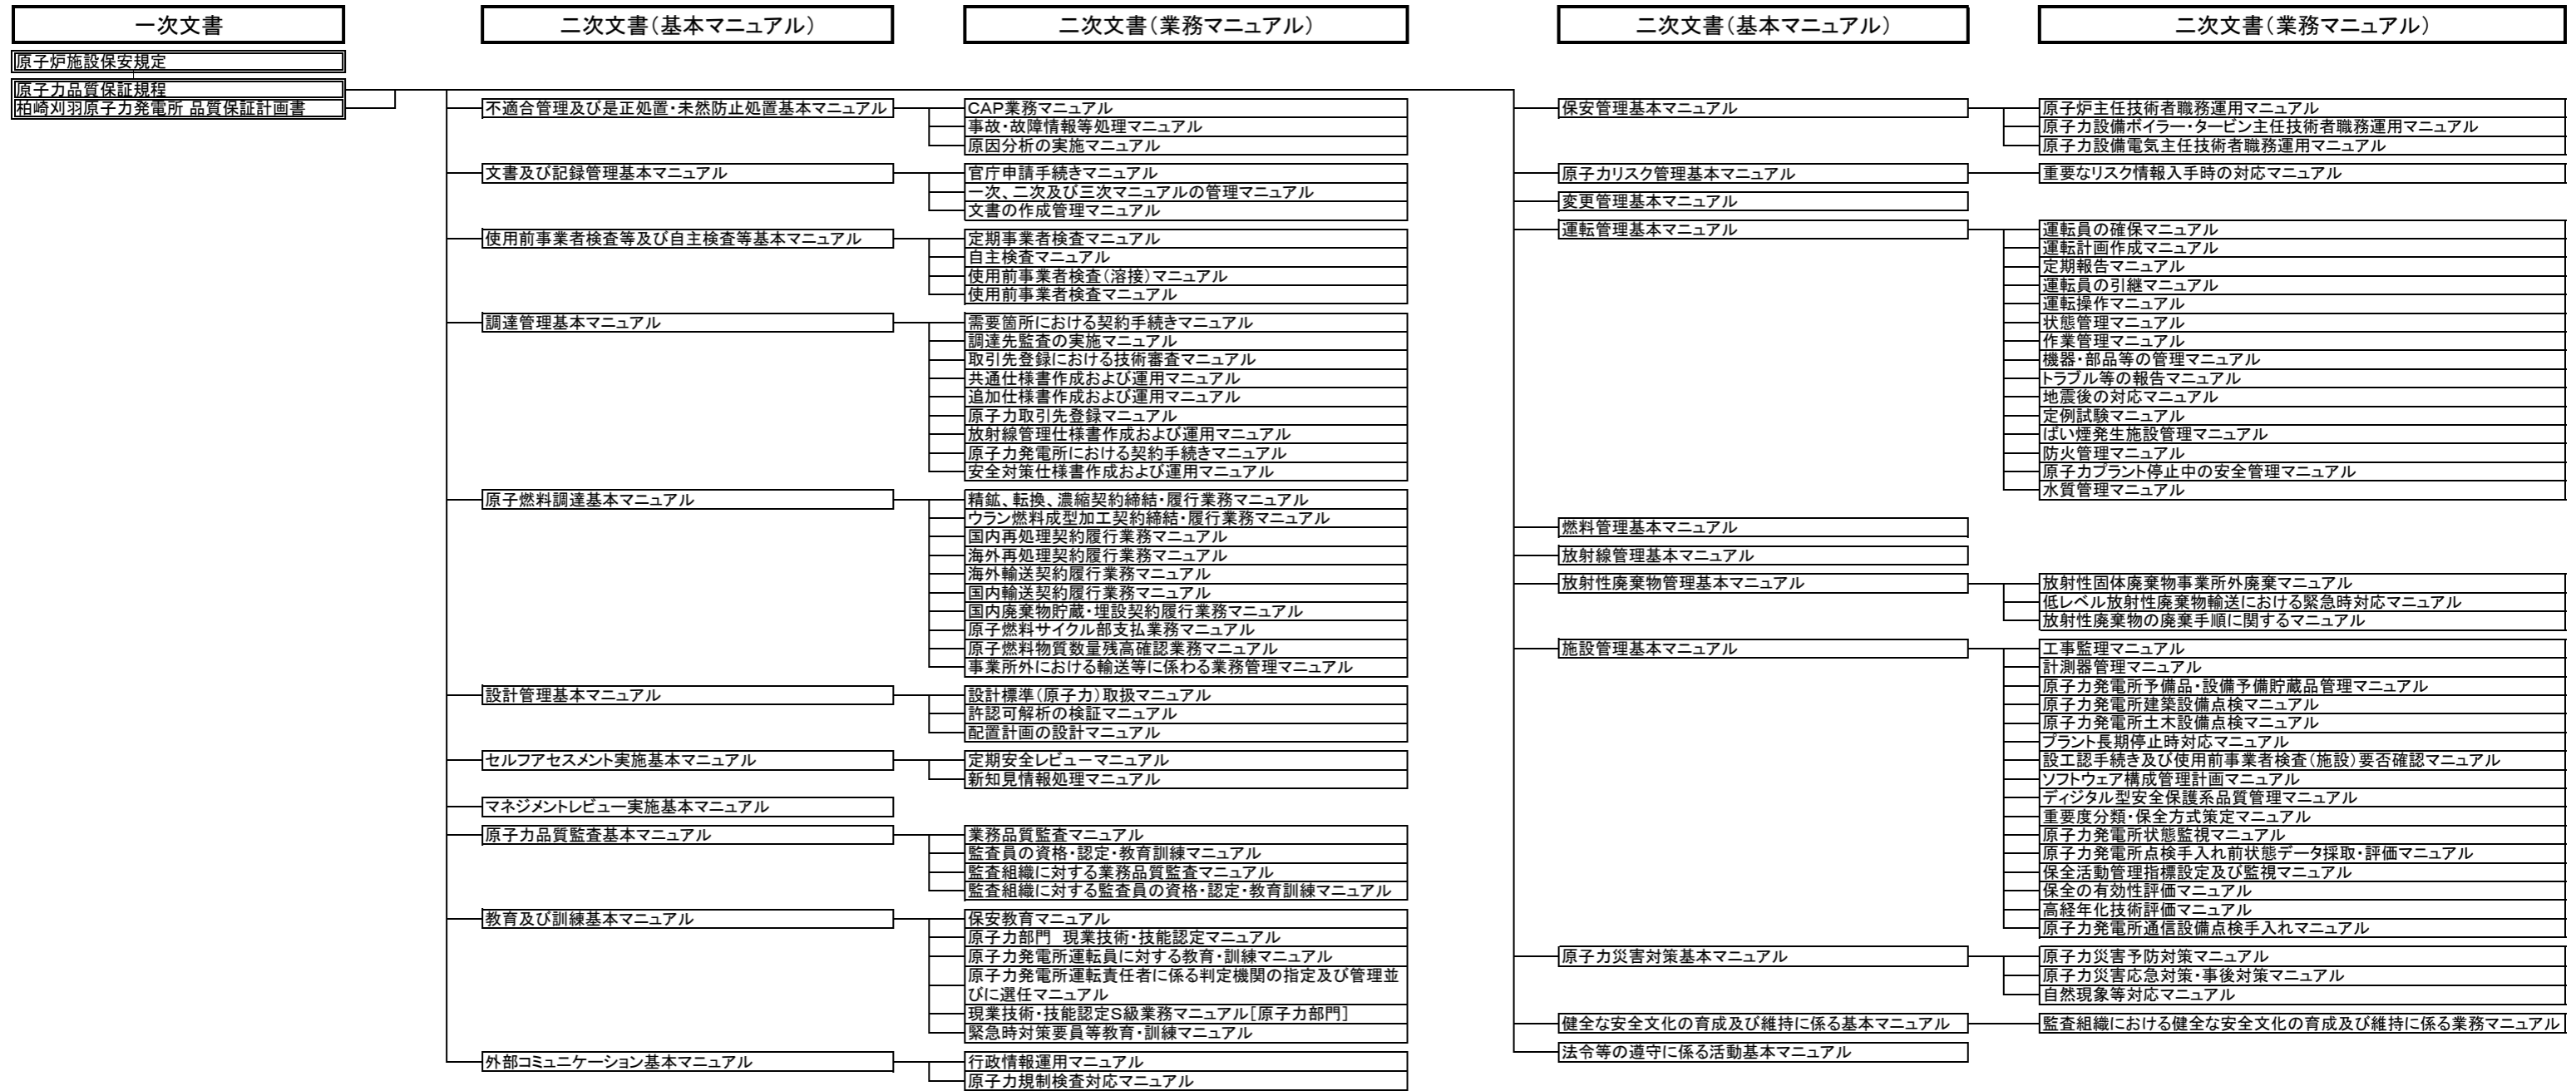 一次文書
原子炉施設保安規定
原子力品質保証規程
柏崎刈羽原子力発電所 品質保証計画書
二次文書(基本マニュアル)
二次文書(業務マニュアル)
不適合管理及び是正処置・未然防止処置基本マニュアル
CAP業務マニュアル
事故・故障情報等処理マニュアル
原因分析の実施マニュアル
文書及び記録管理基本マニュアル
官庁申請手続きマニュアル
一次、二次及び三次マニュアルの管理マニュアル
文書の作成管理マニュアル
使用前事業者検査等及び自主検査等基本マニュアル
定期事業者検査マニュアル
自主検査マニュアル
使用前事業者検査(溶接)マニュアル
使用前事業者検査マニュアル
調達管理基本マニュアル
需要箇所における契約手続きマニュアル
調達先監査の実施マニュアル
取引先登録における技術審査マニュアル
共通仕様書作成および運用マニュアル
追加仕様書作成および運用マニュアル
原子力取引先登録マニュアル
放射線管理仕様書作成および運用マニュアル
原子力発電所における契約手続きマニュアル
安全対策仕様書作成および運用マニュアル
原子燃料調達基本マニュアル
精鉱、転換、濃縮契約締結・履行業務マニュアル
ウラン燃料成型加工契約締結・履行業務マニュアル
国内再処理契約履行業務マニュアル
海外再処理契約履行業務マニュアル
海外輸送契約履行業務マニュアル
国内輸送契約履行業務マニュアル
国内廃棄物貯蔵・埋設契約履行業務マニュアル
原子燃料サイクル部支払業務マニュアル
原子燃料物質数量残高確認業務マニュアル
事業所外における輸送等に係わる業務管理マニュアル
設計管理基本マニュアル
設計標準(原子力)取扱マニュアル
許認可解析の検証マニュアル
配置計画の設計マニュアル
セルフアセスメント実施基本マニュアル
定期安全レビューマニュアル
新知見情報処理マニュアル
マネジメントレビュー実施基本マニュアル
原子力品質監査基本マニュアル
業務品質監査マニュアル
監査員の資格・認定・教育訓練マニュアル
監査組織に対する業務品質監査マニュアル
監査組織に対する監査員の資格・認定・教育訓練マニュアル
教育及び訓練基本マニュアル
保安教育マニュアル
原子力部門 現業技術・技能認定マニュアル
原子力発電所運転員に対する教育・訓練マニュアル
原子力発電所運転責任者に係る判定機関の指定及び管理並
びに選任マニュアル
現業技術・技能認定S級業務マニュアル[原子力部門]
緊急時対策要員等教育・訓練マニュアル
外部コミュニケーション基本マニュアル
行政情報運用マニュアル
原子力規制検査対応マニュアル
二次文書(基本マニュアル)
二次文書(業務マニュアル)
保安管理基本マニュアル
原子炉主任技術者職務運用マニュアル
原子力設備ボイラー・タービン主任技術者職務運用マニュアル
原子力設備電気主任技術者職務運用マニュアル
原子力リスク管理基本マニュアル
重要なリスク情報入手時の対応マニュアル
変更管理基本マニュアル
運転管理基本マニュアル
運転員の確保マニュアル
運転計画作成マニュアル
定期報告マニュアル
運転員の引継マニュアル
運転操作マニュアル
状態管理マニュアル
作業管理マニュアル
機器・部品等の管理マニュアル
トラブル等の報告マニュアル
地震後の対応マニュアル
定例試験マニュアル
ばい煙発生施設管理マニュアル
防火管理マニュアル
原子力プラント停止中の安全管理マニュアル
水質管理マニュアル
燃料管理基本マニュアル
放射線管理基本マニュアル
放射性廃棄物管理基本マニュアル
放射性固体廃棄物事業所外廃棄マニュアル
低レベル放射性廃棄物輸送における緊急時対応マニュアル
放射性廃棄物の廃棄手順に関するマニュアル
施設管理基本マニュアル
工事監理マニュアル
計測器管理マニュアル
原子力発電所予備品・設備予備貯蔵品管理マニュアル
原子力発電所建築設備点検マニュアル
原子力発電所土木設備点検マニュアル
プラント長期停止時対応マニュアル
設工認手続き及び使用前事業者検査(施設)要否確認マニュアル
ソフトウェア構成管理計画マニュアル
ディジタル型安全保護系品質管理マニュアル
重要度分類・保全方式策定マニュアル
原子力発電所状態監視マニュアル
原子力発電所点検手入れ前状態データ採取・評価マニュアル
保全活動管理指標設定及び監視マニュアル
保全の有効性評価マニュアル
高経年化技術評価マニュアル
原子力発電所通信設備点検手入れマニュアル
原子力災害対策基本マニュアル
原子力災害予防対策マニュアル
原子力災害応急対策・事後対策マニュアル
自然現象等対応マニュアル
健全な安全文化の育成及び維持に係る基本マニュアル
監査組織における健全な安全文化の育成及び維持に係る業務マニュアル
法令等の遵守に係る活動基本マニュアル